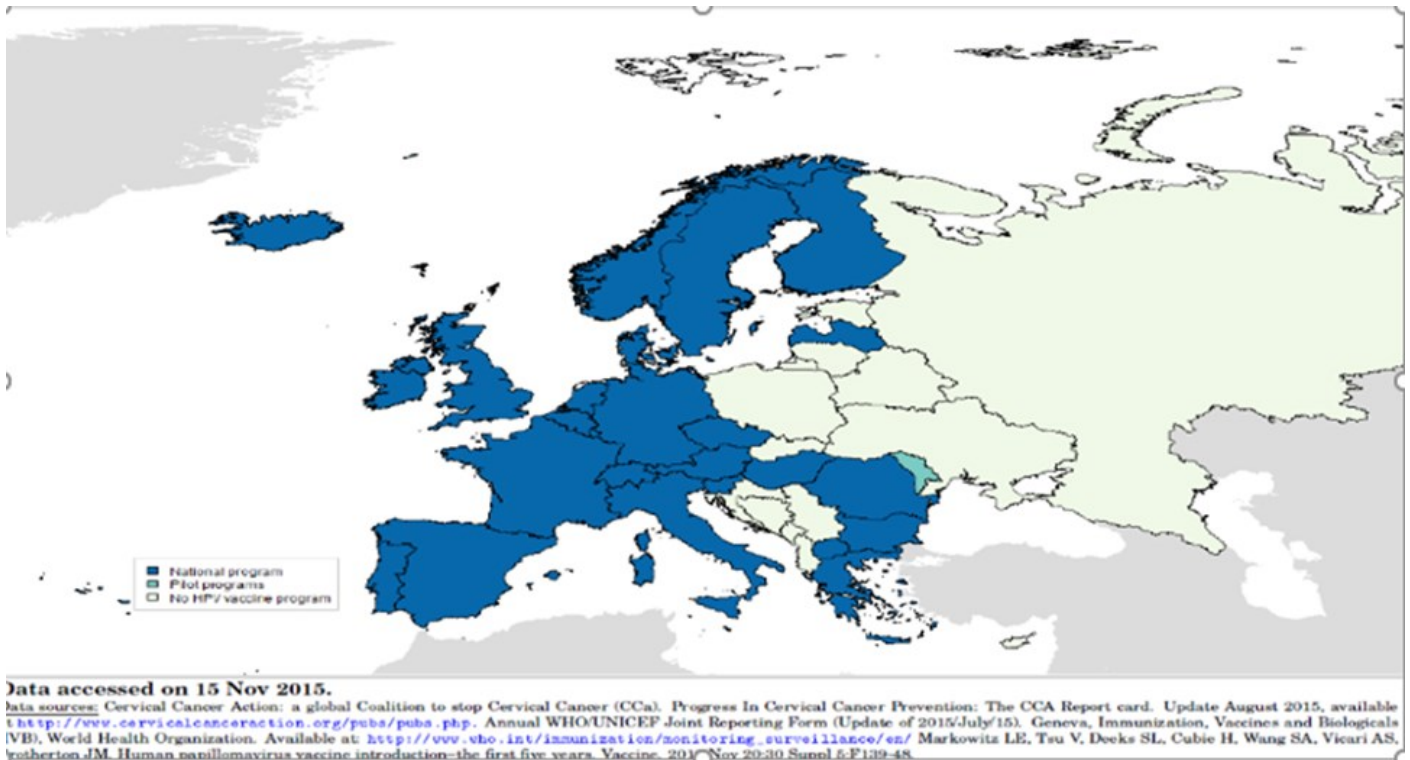 National program
Pilot programs
No HPV vaccine program
Data accessed on 15 Nov 2015.
Data sources: Cervical Cancer Action: a global Coalition to stop Cervical Cancer (CCa). Progress In Cervical Cancer Prevention: The CCA Report card. Update August 2015, available
t http://www.cervicalcanceraction.org/pubs/pubs.php. Annual WHO/UNICEF Joint Reporting Form (Update of 2015/July/15). Geneva, Immunization, Vaccines and Biologicals
IVB), World Health Organization. Available at: http://www.who.int/immunization/monitoring_surveillance/en/ Markowitz LE, Tsu V, Deeks SL, Cubie H, Wang SA, Vicari AS,
rotherton JM. Human papillomavirus vaccine introduction–the first five years. Vaccine. Nov 20;30 Suppl 5:F139-48.